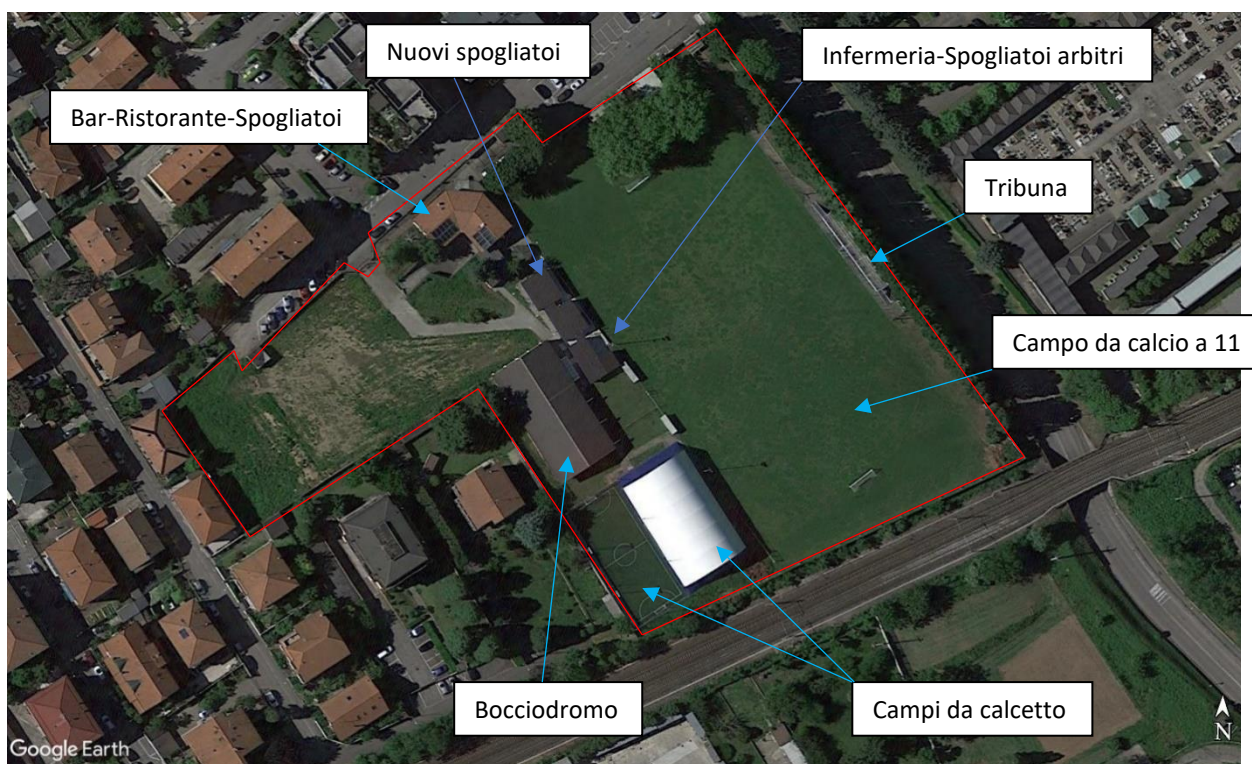 Nuovi spogliatoi
Infermeria-Spogliatoi arbitri
Bar-Ristorante-Spogliatoi
Tribuna
Campo da calcio a 11
Bocciodromo
Campi da calcetto
Google Earth
N